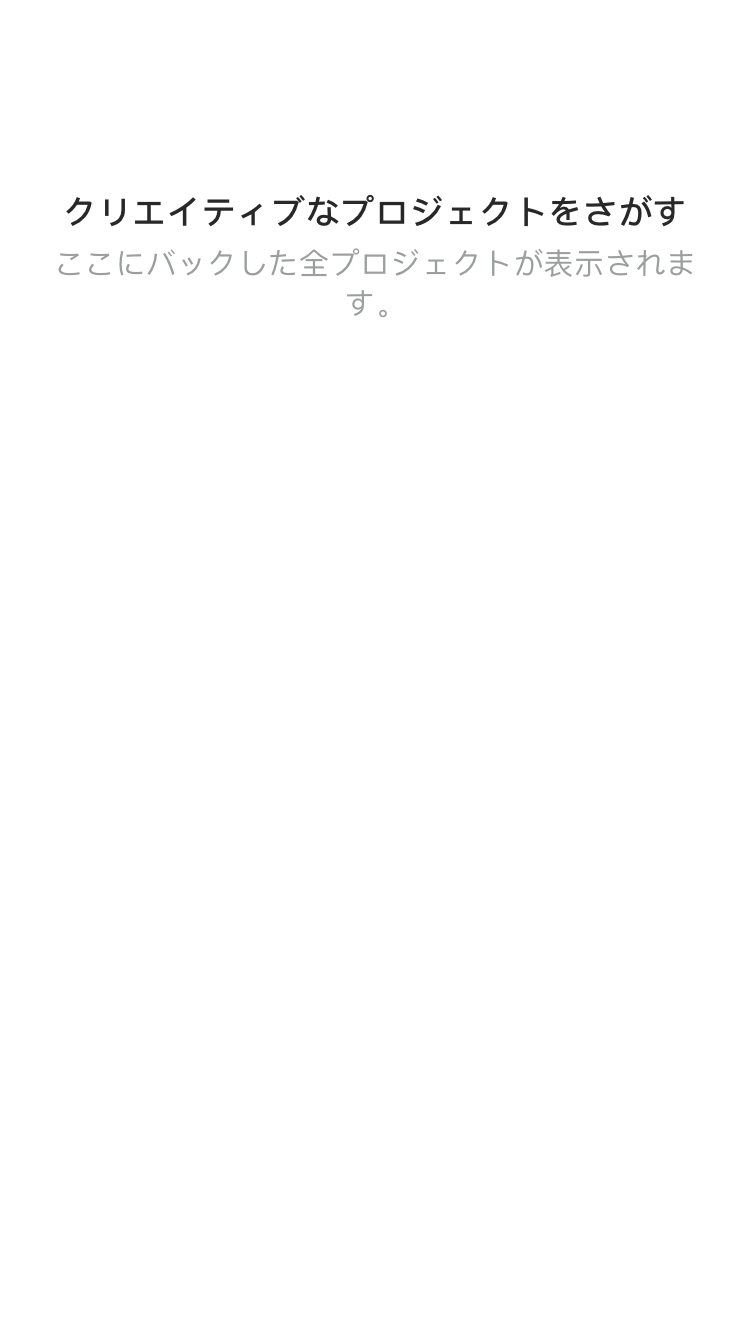 クリエイティブなプロジェクトをさがす
ここにバックした全プロジェクトが表示されま
す。